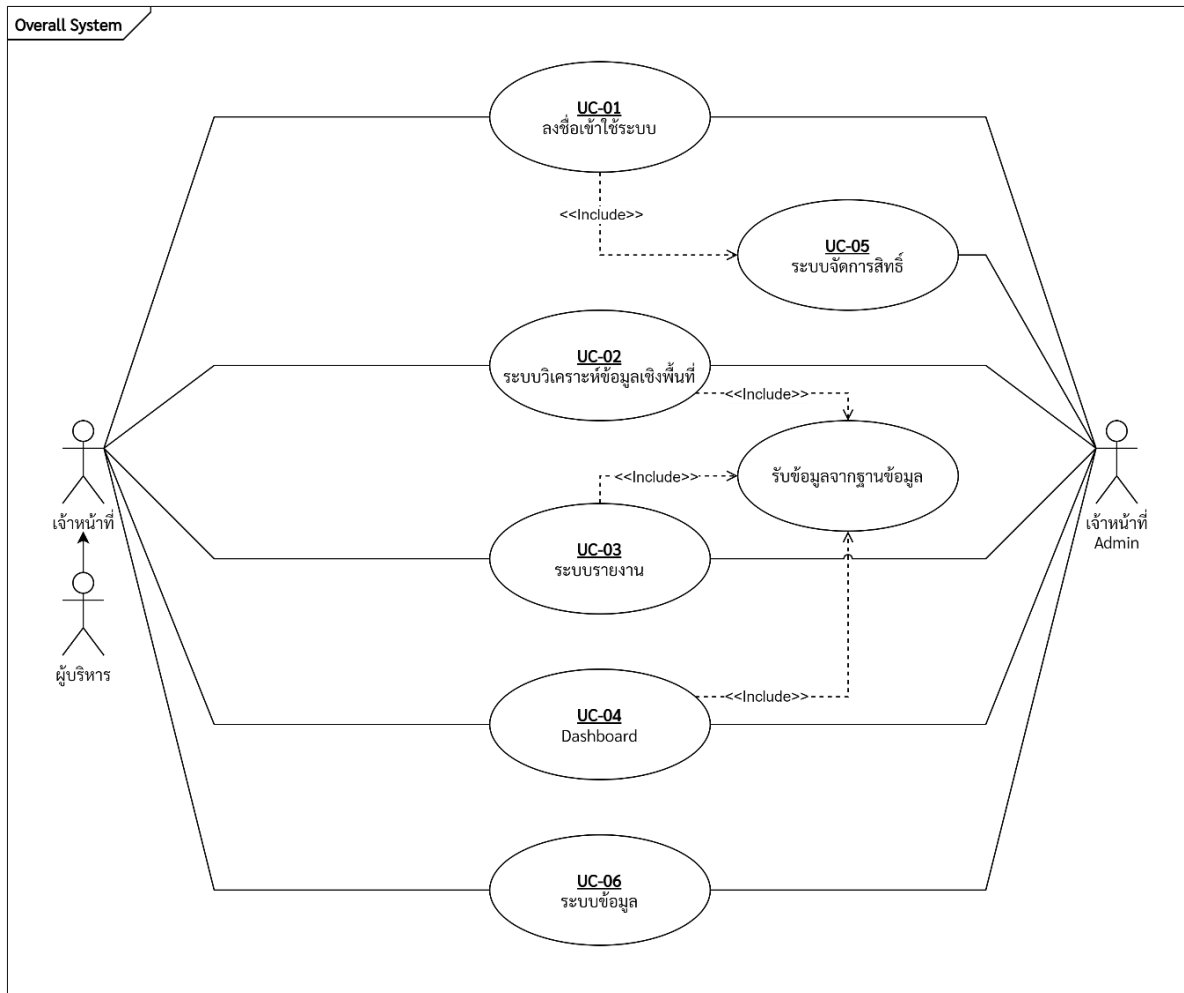 Overall System
UC-01
ลงชื่อเข้าใช้ระบบ
<<Include>>
UC-05
ระบบจัดการสิทธิ์
UC-02
ระบบวิเคราะห์ข้อมูลเชิงพื้นที่
<<Include>>
<<Include>>
รับข้อมูลจากฐานข้อมูล
เจ้าหน้าที่
เจ้าหน้าที่
Admin
UC-03
ระบบรายงาน
ผู้บริหาร
<<Include>>
UC-04
Dashboard
UC-06
ระบบข้อมูล